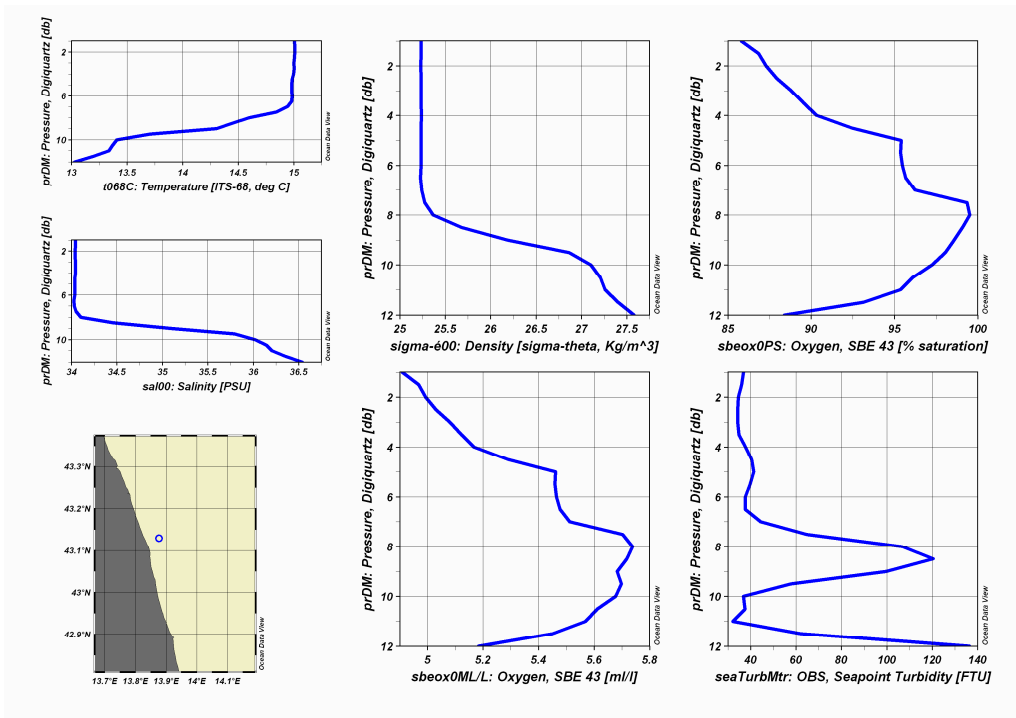 prDM: Pressure, Digiquartz [db]
2
6
10
13
13.5
14
14.5
15
t068C: Temperature [ITS-68, deg C]
Ocean Data View
prDM: Pressure, Digiquartz [db]
2
6
10
34
34.5
35
35.5
36
36.5
sal00: Salinity [PSU]
Ocean Data View
43.3°N
43.2°N
43.1°N
43°N
42.9°N
13.7°E
13.8°E
13.9°E
14°E
14.1°E
Ocean Data View
prDM: Pressure, Digiquartz [db]
2
4
6
8
10
12
25
25.5
26
26.5
27
27.5
sigma-é00: Density [sigma-theta, Kg/m^3]
Ocean Data View
prDM: Pressure, Digiquartz [db]
2
4
6
8
10
12
85
90
95
100
sbeox0PS: Oxygen, SBE 43 [% saturation]
Ocean Data View
prDM: Pressure, Digiquartz [db]
2
4
6
8
10
12
5
5.2
5.4
5.6
5.8
sbeox0ML/L: Oxygen, SBE 43 [ml/l]
Ocean Data View
prDM: Pressure, Digiquartz [db]
2
4
6
8
10
12
40
60
80
100
120
140
seaTurbMtr: OBS, Seapoint Turbidity [FTU]
Ocean Data View